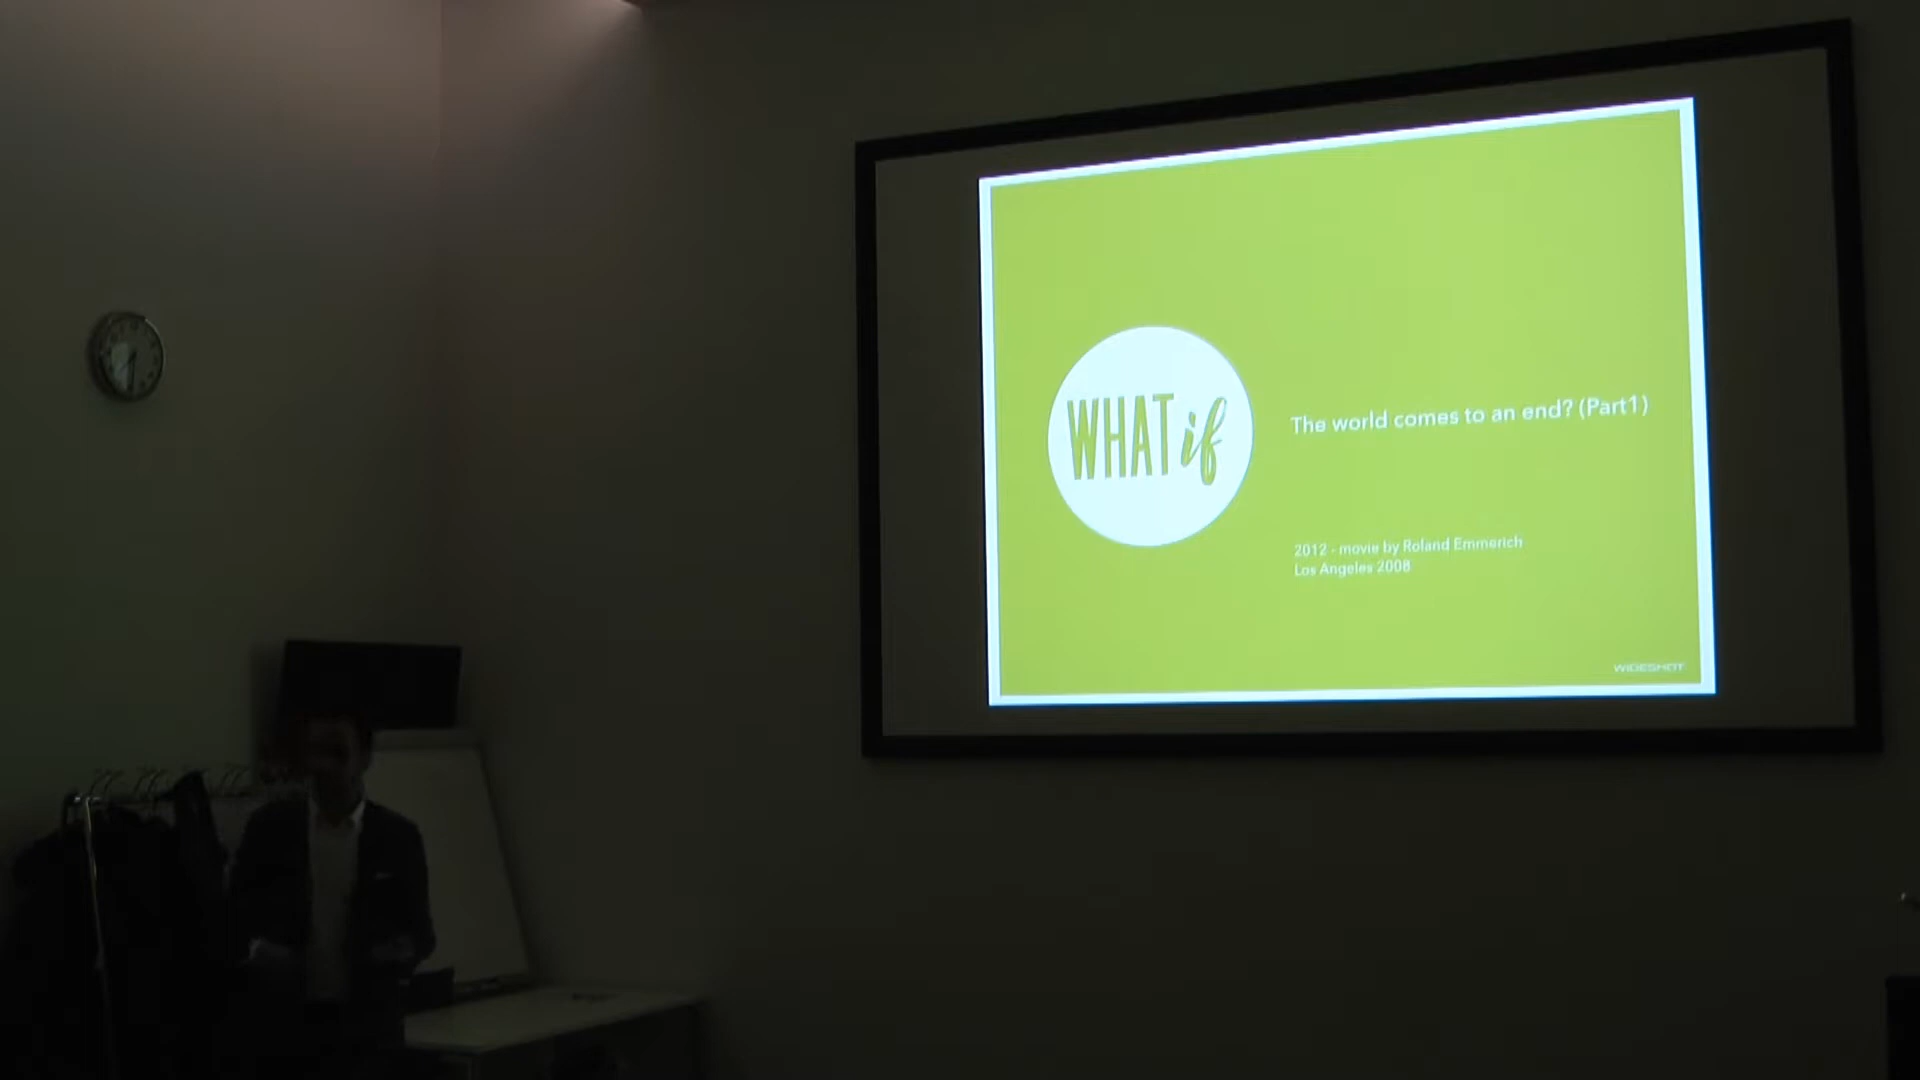 WHAT if
The world comes to an end? (Part1)
2012 - movie by Roland Emmerich
Los Angeles 2008
WIDESHOT